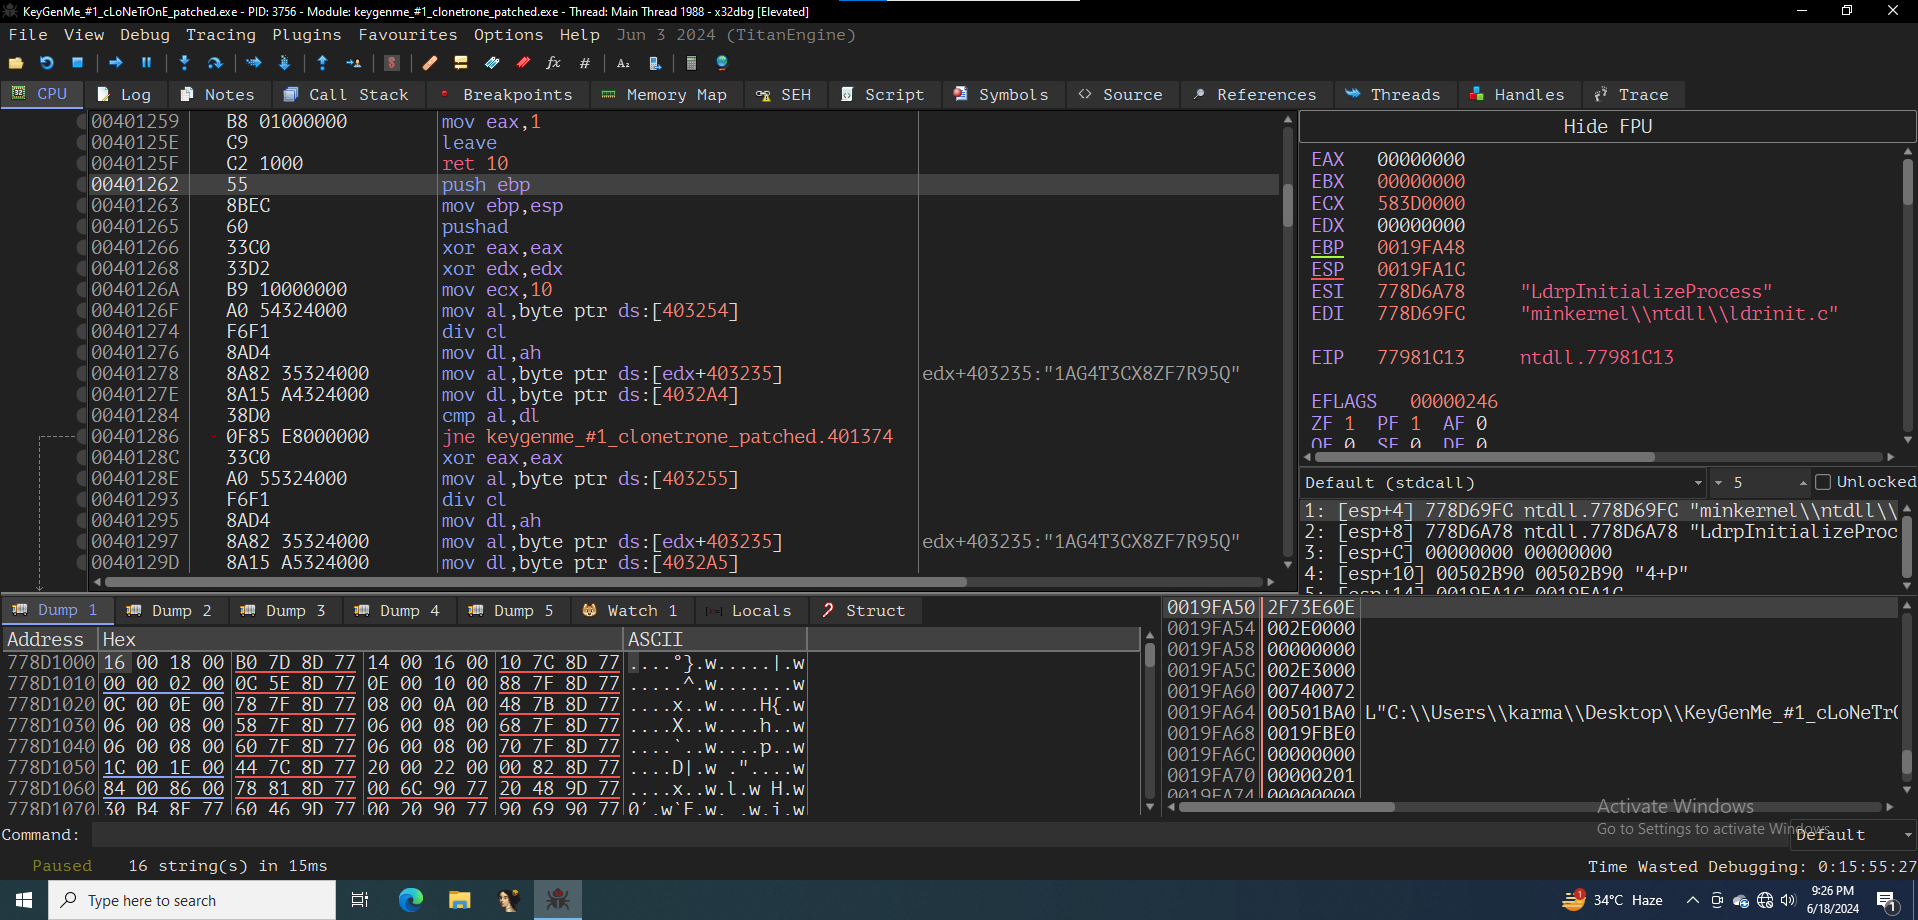 KeyGenMe_#1_cLoNeTrOnE_patched.exe - PID: 3756 - Module: keygenme_#1_clonetrone_patched.exe - Thread: Main Thread 1988 - x32dbg [Elevated]
File View Debug Tracing Plugins Favourites Options Help Jun 3 2024 (TitanEngine)
CPU Log Notes Call Stack Breakpoints Memory Map SEH Script Symbols Source References Threads Handles Trace
00401259 B8 01000000 mov eax,1
0040125E C9 leave
0040125F C2 1000 ret 10
00401262 55 push ebp
00401263 8BEC mov ebp,esp
00401265 60 pushad
00401266 33C0 xor eax,eax
00401268 33D2 xor edx,edx
0040126A B9 10000000 mov ecx,10
0040126F A0 54324000 mov al,byte ptr ds:[403254]
00401274 F6F1 div cl
00401276 8AD4 mov dl,ah
00401278 8A82 35324000 mov al,byte ptr ds:[edx+403235] edx+403235:"1AG4T3CX8ZF7R95Q"
0040127E 8A15 A4324000 mov dl,byte ptr ds:[4032A4]
00401284 38D0 cmp al,dl
00401286 0F85 E8000000 jne keygenme_#1_clonetrone_patched.401374
0040128C 33C0 xor eax,eax
0040128E A0 55324000 mov al,byte ptr ds:[403255]
00401293 F6F1 div cl
00401295 8AD4 mov dl,ah
00401297 8A82 35324000 mov al,byte ptr ds:[edx+403235] edx+403235:"1AG4T3CX8ZF7R95Q"
0040129D 8A15 A5324000 mov dl,byte ptr ds:[4032A5]
Hide FPU
EAX 00000000
EBX 00000000
ECX 583D0000
EDX 00000000
EBP 0019FA48
ESP 0019FA1C
ESI 778D6A78 "LdrpInitializeProcess"
EDI 778D69FC "minkernel\\ntdll\\ldrinit.c"
EIP 77981C13 ntdll.77981C13
EFLAGS 00000246
ZF 1 PF 1 AF 0
OF 0 SF 0 DF 0
Default (stdcall) 5 Unlocked
1: [esp+4] 778D69FC ntdll.778D69FC "minkernel\\ntdll\\
2: [esp+8] 778D6A78 ntdll.778D6A78 "LdrpInitializeProc
3: [esp+C] 00000000 00000000
4: [esp+10] 00502B90 00502B90 "4+P"
5: [esp+14] 0019FA1C 0019FA1C
Dump 1 Dump 2 Dump 3 Dump 4 Dump 5 Watch 1 Locals Struct
Address Hex ASCII
778D1000 16 00 18 00 B0 7D 8D 77 14 00 16 00 10 7C 8D 77 ....°}.w.....|.w
778D1010 00 00 02 00 0C 5E 8D 77 0E 00 10 00 88 7F 8D 77 .....^.w.......w
778D1020 0C 00 0E 00 78 7F 8D 77 08 00 0A 00 48 7B 8D 77 ....x..w....H{.w
778D1030 06 00 08 00 58 7F 8D 77 06 00 08 00 68 7F 8D 77 ....X..w....h..w
778D1040 06 00 08 00 60 7F 8D 77 06 00 08 00 70 7F 8D 77 ....`..w....p..w
778D1050 1C 00 1E 00 44 7C 8D 77 20 00 22 00 00 82 8D 77 ....D|.w ."....w
778D1060 84 00 86 00 78 81 8D 77 00 6C 90 77 20 48 9D 77 ....x..w.l.w H.w
778D1070 30 B4 8F 77 60 46 9D 77 00 20 90 77 90 69 90 77 0´.w`F.w. .w.i.w
0019FA50 2F73E60E
0019FA54 002E0000
0019FA58 00000000
0019FA5C 002E3000
0019FA60 00740072
0019FA64 00501BA0 L"C:\\Users\\karma\\Desktop\\KeyGenMe_#1_cLoNeTrO
0019FA68 0019FBE0
0019FA6C 00000000
0019FA70 00000201
0019FA74 00000000
Activate Windows
Go to Settings to activate Windows.
Command: Default
Paused 16 string(s) in 15ms Time Wasted Debugging: 0:15:55:27
Type here to search 34°C Haze 9:26 PM
6/18/2024